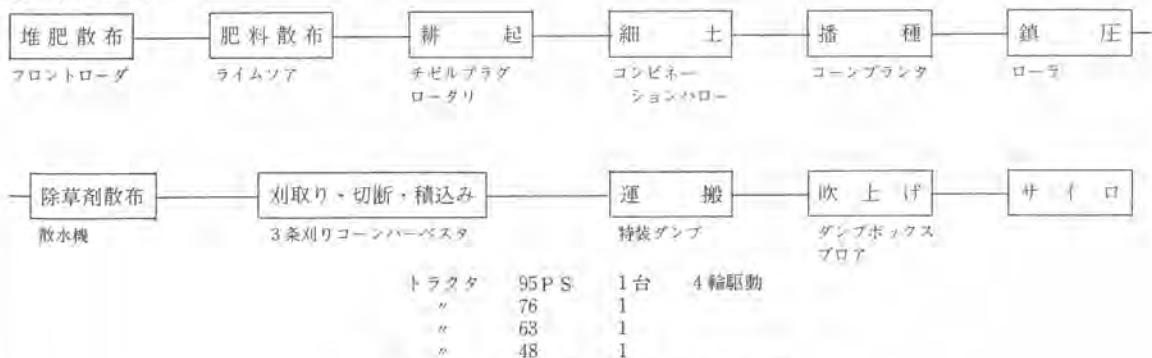 堆肥散布 肥料散布 耕起 細土 播種 鎮圧
フロントローダ ライムソア チゼルプラグ コンビネー コーンプランタ ローラ
ロータリ ションハロー
除草剤散布 刈取り・切断・積込み 運搬 吹上げ サイロ
散水機 3条刈りコーンハーベスタ 特装ダンプ ダンプボックス
ブロア
トラクタ 95PS 1台 4輪駆動
〃 76 1
〃 63 1
〃 48 1